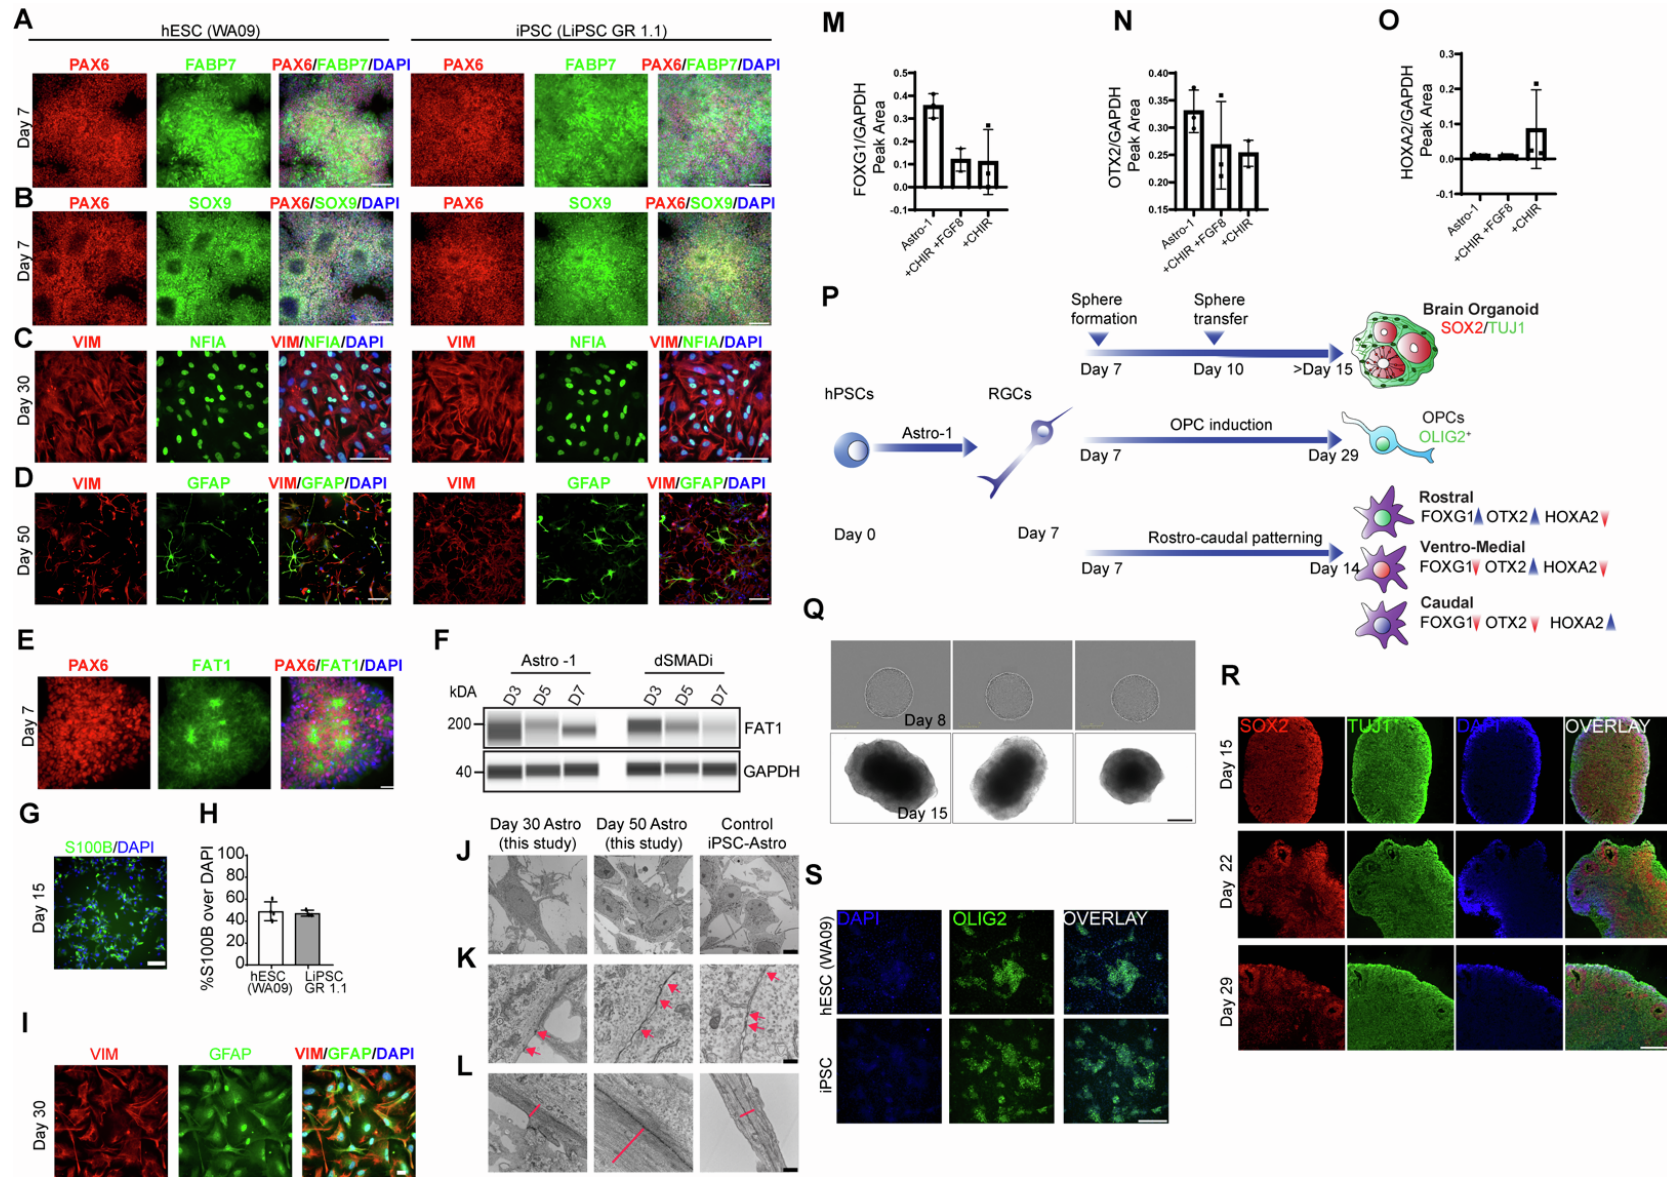 A
hESC (WA09)
iPSC (LiPSC GR 1.1)
PAX6
FABP7
PAX6/FABP7/DAPI
PAX6
FABP7
PAX6/FABP7/DAPI
Day 7
B
PAX6
SOX9
PAX6/SOX9/DAPI
PAX6
SOX9
PAX6/SOX9/DAPI
Day 7
C
VIM
NFIA
VIM/NFIA/DAPI
VIM
NFIA
VIM/NFIA/DAPI
Day 30
D
VIM
GFAP
VIM/GFAP/DAPI
VIM
GFAP
VIM/GFAP/DAPI
Day 50
E
PAX6
FAT1
PAX6/FAT1/DAPI
Day 7
F
Astro -1
dSMADi
kDA
D3
D5
D7
D3
D5
D7
200
FAT1
40
GAPDH
G
S100B/DAPI
Day 15
H
%S100B over DAPI
100
80
60
40
20
0
hESC
(WA09)
LiPSC
GR 1.1
I
VIM
GFAP
VIM/GFAP/DAPI
Day 30
Day 30 Astro
(this study)
Day 50 Astro
(this study)
Control
iPSC-Astro
J
K
L
M
FOXG1/GAPDH
Peak Area
0.5
0.4
0.3
0.2
0.1
0.0
-0.1
Astro-1
+CHIR +FGF8
+CHIR
N
OTX2/GAPDH
Peak Area
0.40
0.35
0.30
0.25
0.20
0.15
Astro-1
+CHIR +FGF8
+CHIR
O
HOXA2/GAPDH
Peak Area
0.3
0.2
0.1
0.0
-0.1
Astro-1
+CHIR +FGF8
+CHIR
P
Sphere
formation
Sphere
transfer
Brain Organoid
SOX2/TUJ1
Day 7
Day 10
>Day 15
hPSCs
RGCs
Astro-1
OPC induction
OPCs
OLIG2+
Day 7
Day 29
Day 0
Day 7
Rostro-caudal patterning
Day 7
Day 14
Rostral
FOXG1 OTX2 HOXA2
Ventro-Medial
FOXG1 OTX2 HOXA2
Caudal
FOXG1 OTX2 HOXA2
Q
Day 8
Day 15
R
SOX2
TUJ1
DAPI
OVERLAY
Day 15
Day 22
Day 29
S
DAPI
OLIG2
OVERLAY
hESC (WA09)
iPSC